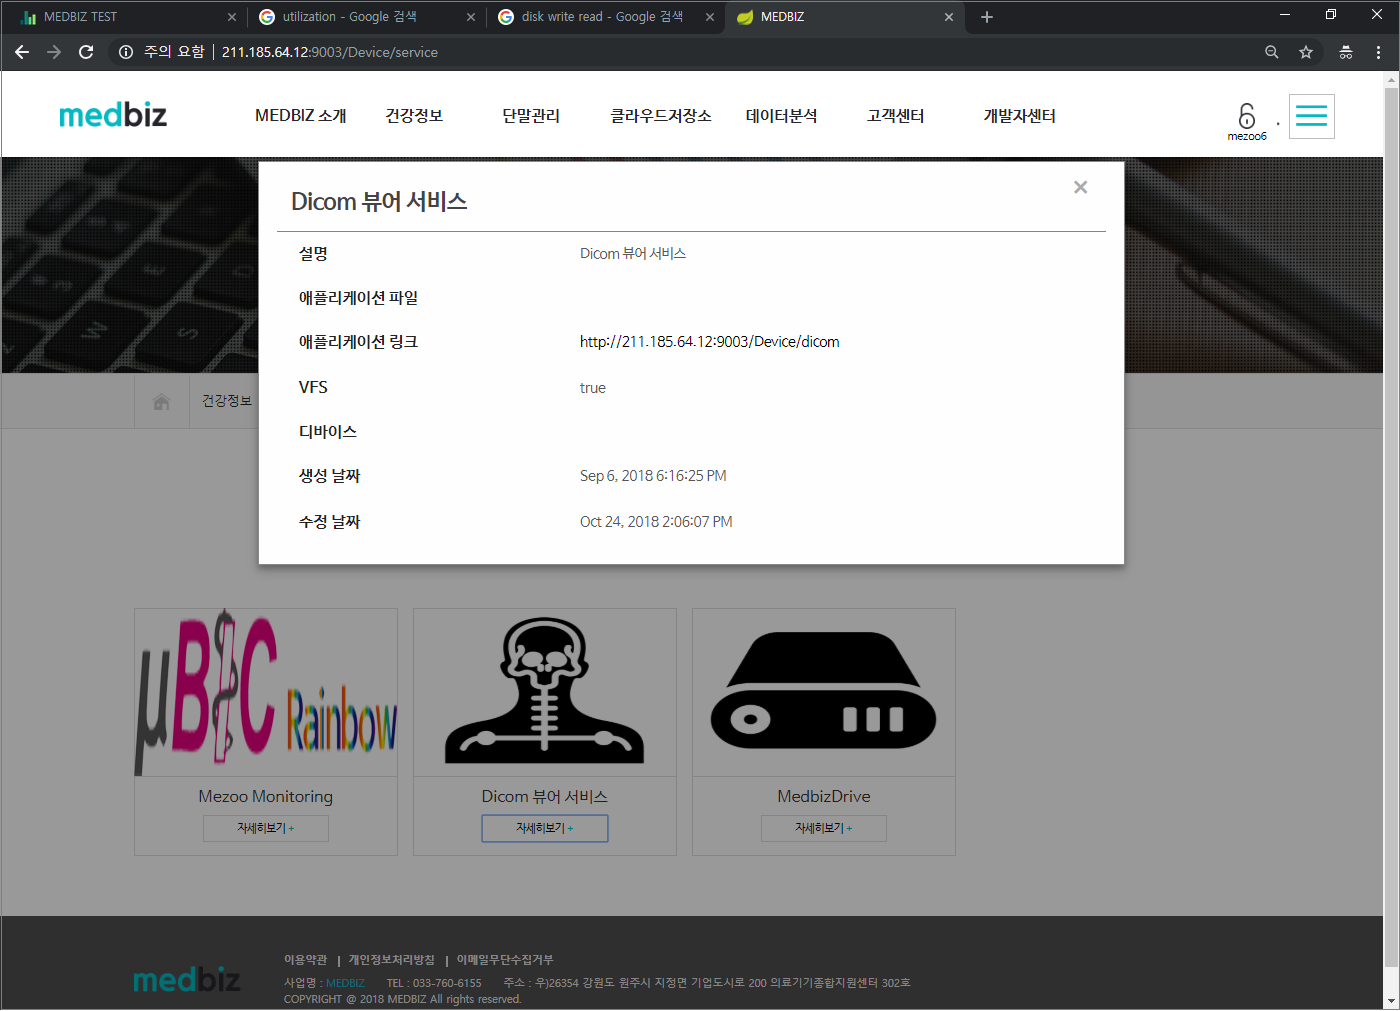 MEDBIZ TEST
utilization - Google 검색
disk write read - Google 검색
MEDBIZ
주의 요함 | 211.185.64.12:9003/Device/service
medbiz
MEDBIZ 소개 건강정보 단말관리 클라우드저장소 데이터분석 고객센터 개발자센터
mezoo6
Dicom 뷰어 서비스
설명 Dicom 뷰어 서비스
애플리케이션 파일
애플리케이션 링크 http://211.185.64.12:9003/Device/dicom
VFS true
디바이스
생성 날짜 Sep 6, 2018 6:16:25 PM
수정 날짜 Oct 24, 2018 2:06:07 PM
건강정보
μBIC Rainbow
Mezoo Monitoring
자세히보기 +
Dicom 뷰어 서비스
자세히보기 +
MedbizDrive
자세히보기 +
medbiz
이용약관 | 개인정보처리방침 | 이메일무단수집거부
사업명 : MEDBIZ TEL : 033-760-6155 주소 : 우)26354 강원도 원주시 지정면 기업도시로 200 의료기기종합지원센터 302호
COPYRIGHT @ 2018 MEDBIZ All rights reserved.